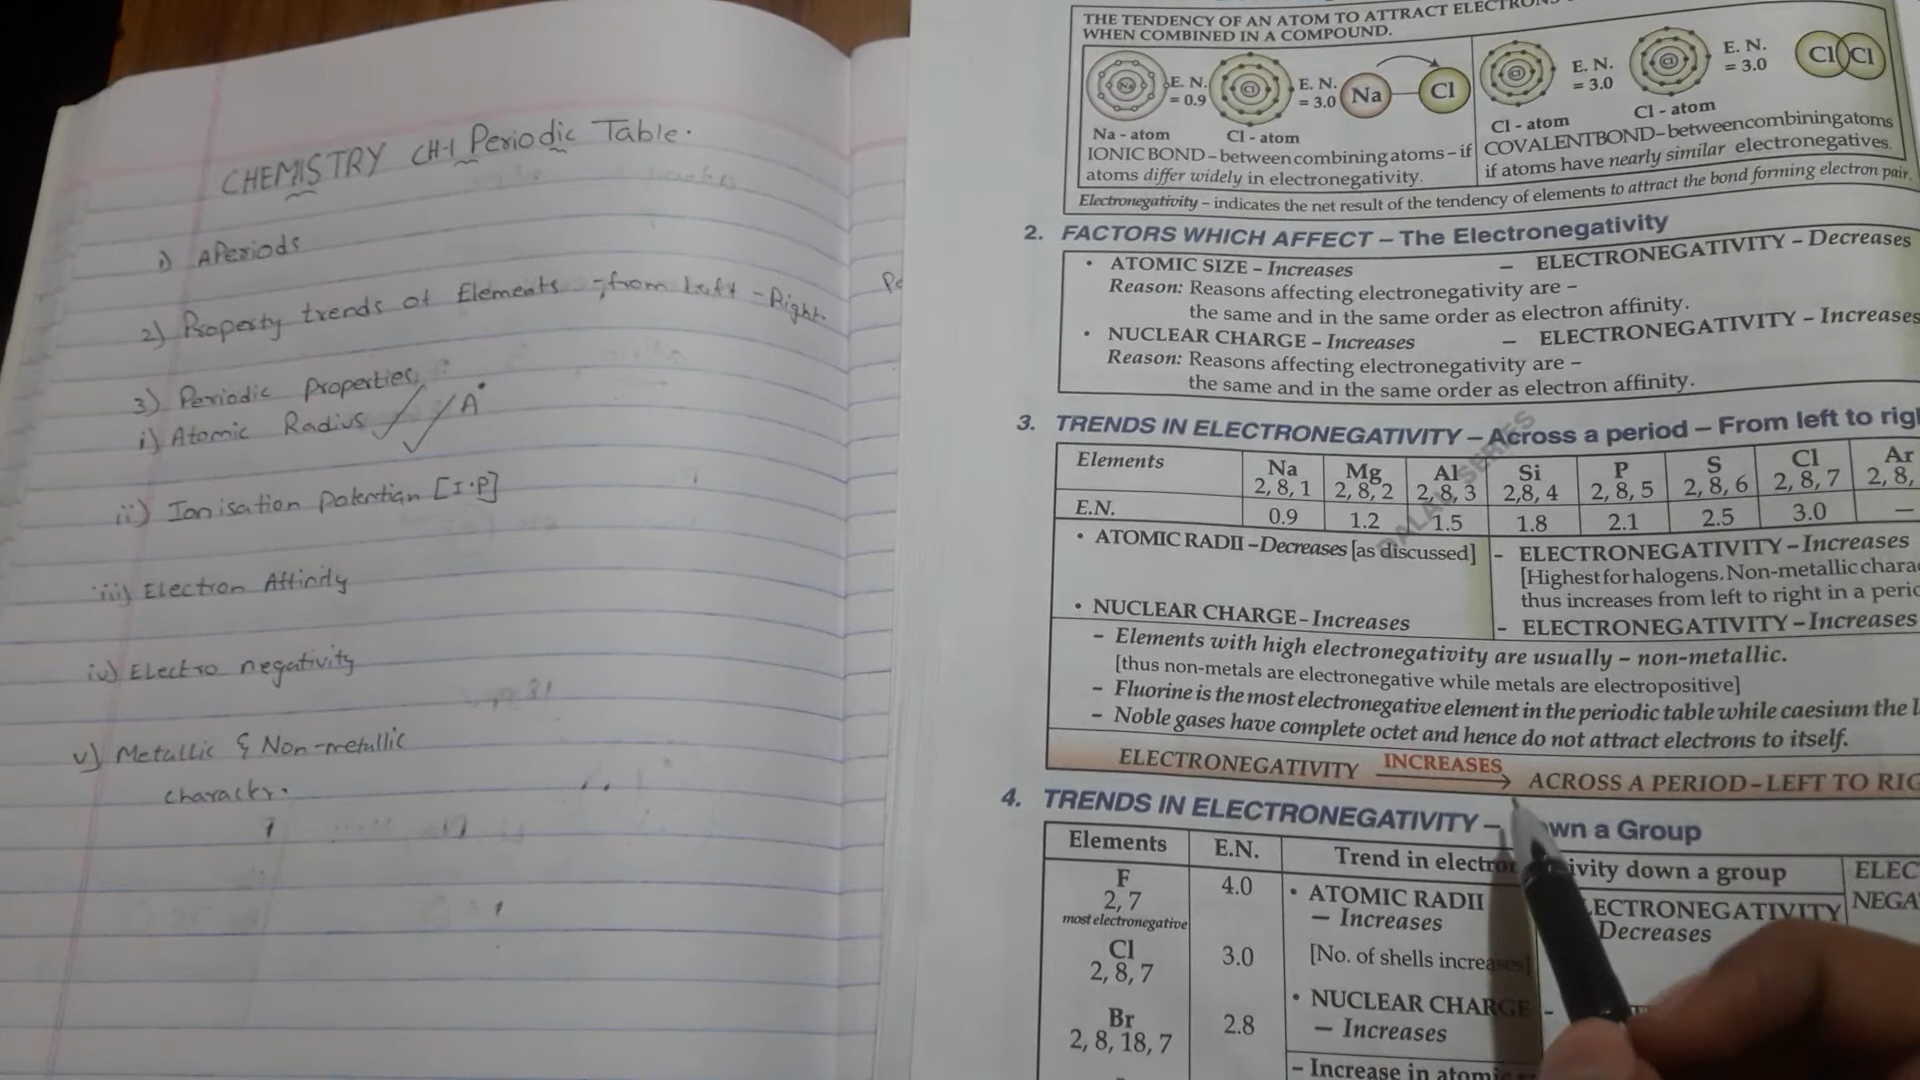 CHEMISTRY CH-1 Periodic Table.
1) APeriods
2) Property trends of Elements - from Left - Right.
3) Periodic Properties
i) Atomic Radius A°
ii) Ionisation potentian [I.P]
iii) Electron Affinity
iv) Electro negativity
v) Metallic & Non-metallic
charactr.
THE TENDENCY OF AN ATOM TO ATTRACT
WHEN COMBINED IN A COMPOUND.
Na E. N. = 0.9 Cl E. N. = 3.0 Na Cl
Na - atom Cl - atom
IONIC BOND – between combining atoms – if
atoms differ widely in electronegativity.
Cl E. N. = 3.0 Cl E. N. = 3.0 Cl Cl
Cl - atom Cl - atom
COVALENT BOND – between combining atoms
if atoms have nearly similar electronegatives.
Electronegativity – indicates the net result of the tendency of elements to attract the bond forming electron pair.
2. FACTORS WHICH AFFECT – The Electronegativity
• ATOMIC SIZE – Increases – ELECTRONEGATIVITY – Decreases
Reason: Reasons affecting electronegativity are –
the same and in the same order as electron affinity.
• NUCLEAR CHARGE – Increases – ELECTRONEGATIVITY – Increases
Reason: Reasons affecting electronegativity are –
the same and in the same order as electron affinity.
3. TRENDS IN ELECTRONEGATIVITY – Across a period – From left to
Elements Na Mg Al Si P S Cl Ar
2, 8, 1 2, 8, 2 2, 8, 3 2,8, 4 2, 8, 5 2, 8, 6 2, 8, 7 2, 8,
E.N. 0.9 1.2 1.5 1.8 2.1 2.5 3.0 —
• ATOMIC RADII – Decreases [as discussed] - ELECTRONEGATIVITY – Increases
[Highest for halogens. Non-metallic
thus increases from left to right in a
• NUCLEAR CHARGE – Increases - ELECTRONEGATIVITY – Increases
– Elements with high electronegativity are usually – non-metallic.
[thus non-metals are electronegative while metals are electropositive]
– Fluorine is the most electronegative element in the periodic table while caesium the
– Noble gases have complete octet and hence do not attract electrons to itself.
ELECTRONEGATIVITY INCREASES → ACROSS A PERIOD – LEFT TO
4. TRENDS IN ELECTRONEGATIVITY – wn a Group
Elements E.N. Trend in electro ivity down a group ELEC
NEGA
F 4.0 • ATOMIC RADII LECTRONEGATIVITY
2, 7 – Increases Decreases
most electronegative
Cl 3.0 [No. of shells increases]
2, 8, 7
Br 2.8 • NUCLEAR CHARGE -
2, 8, 18, 7 – Increases
– Increase in atomic